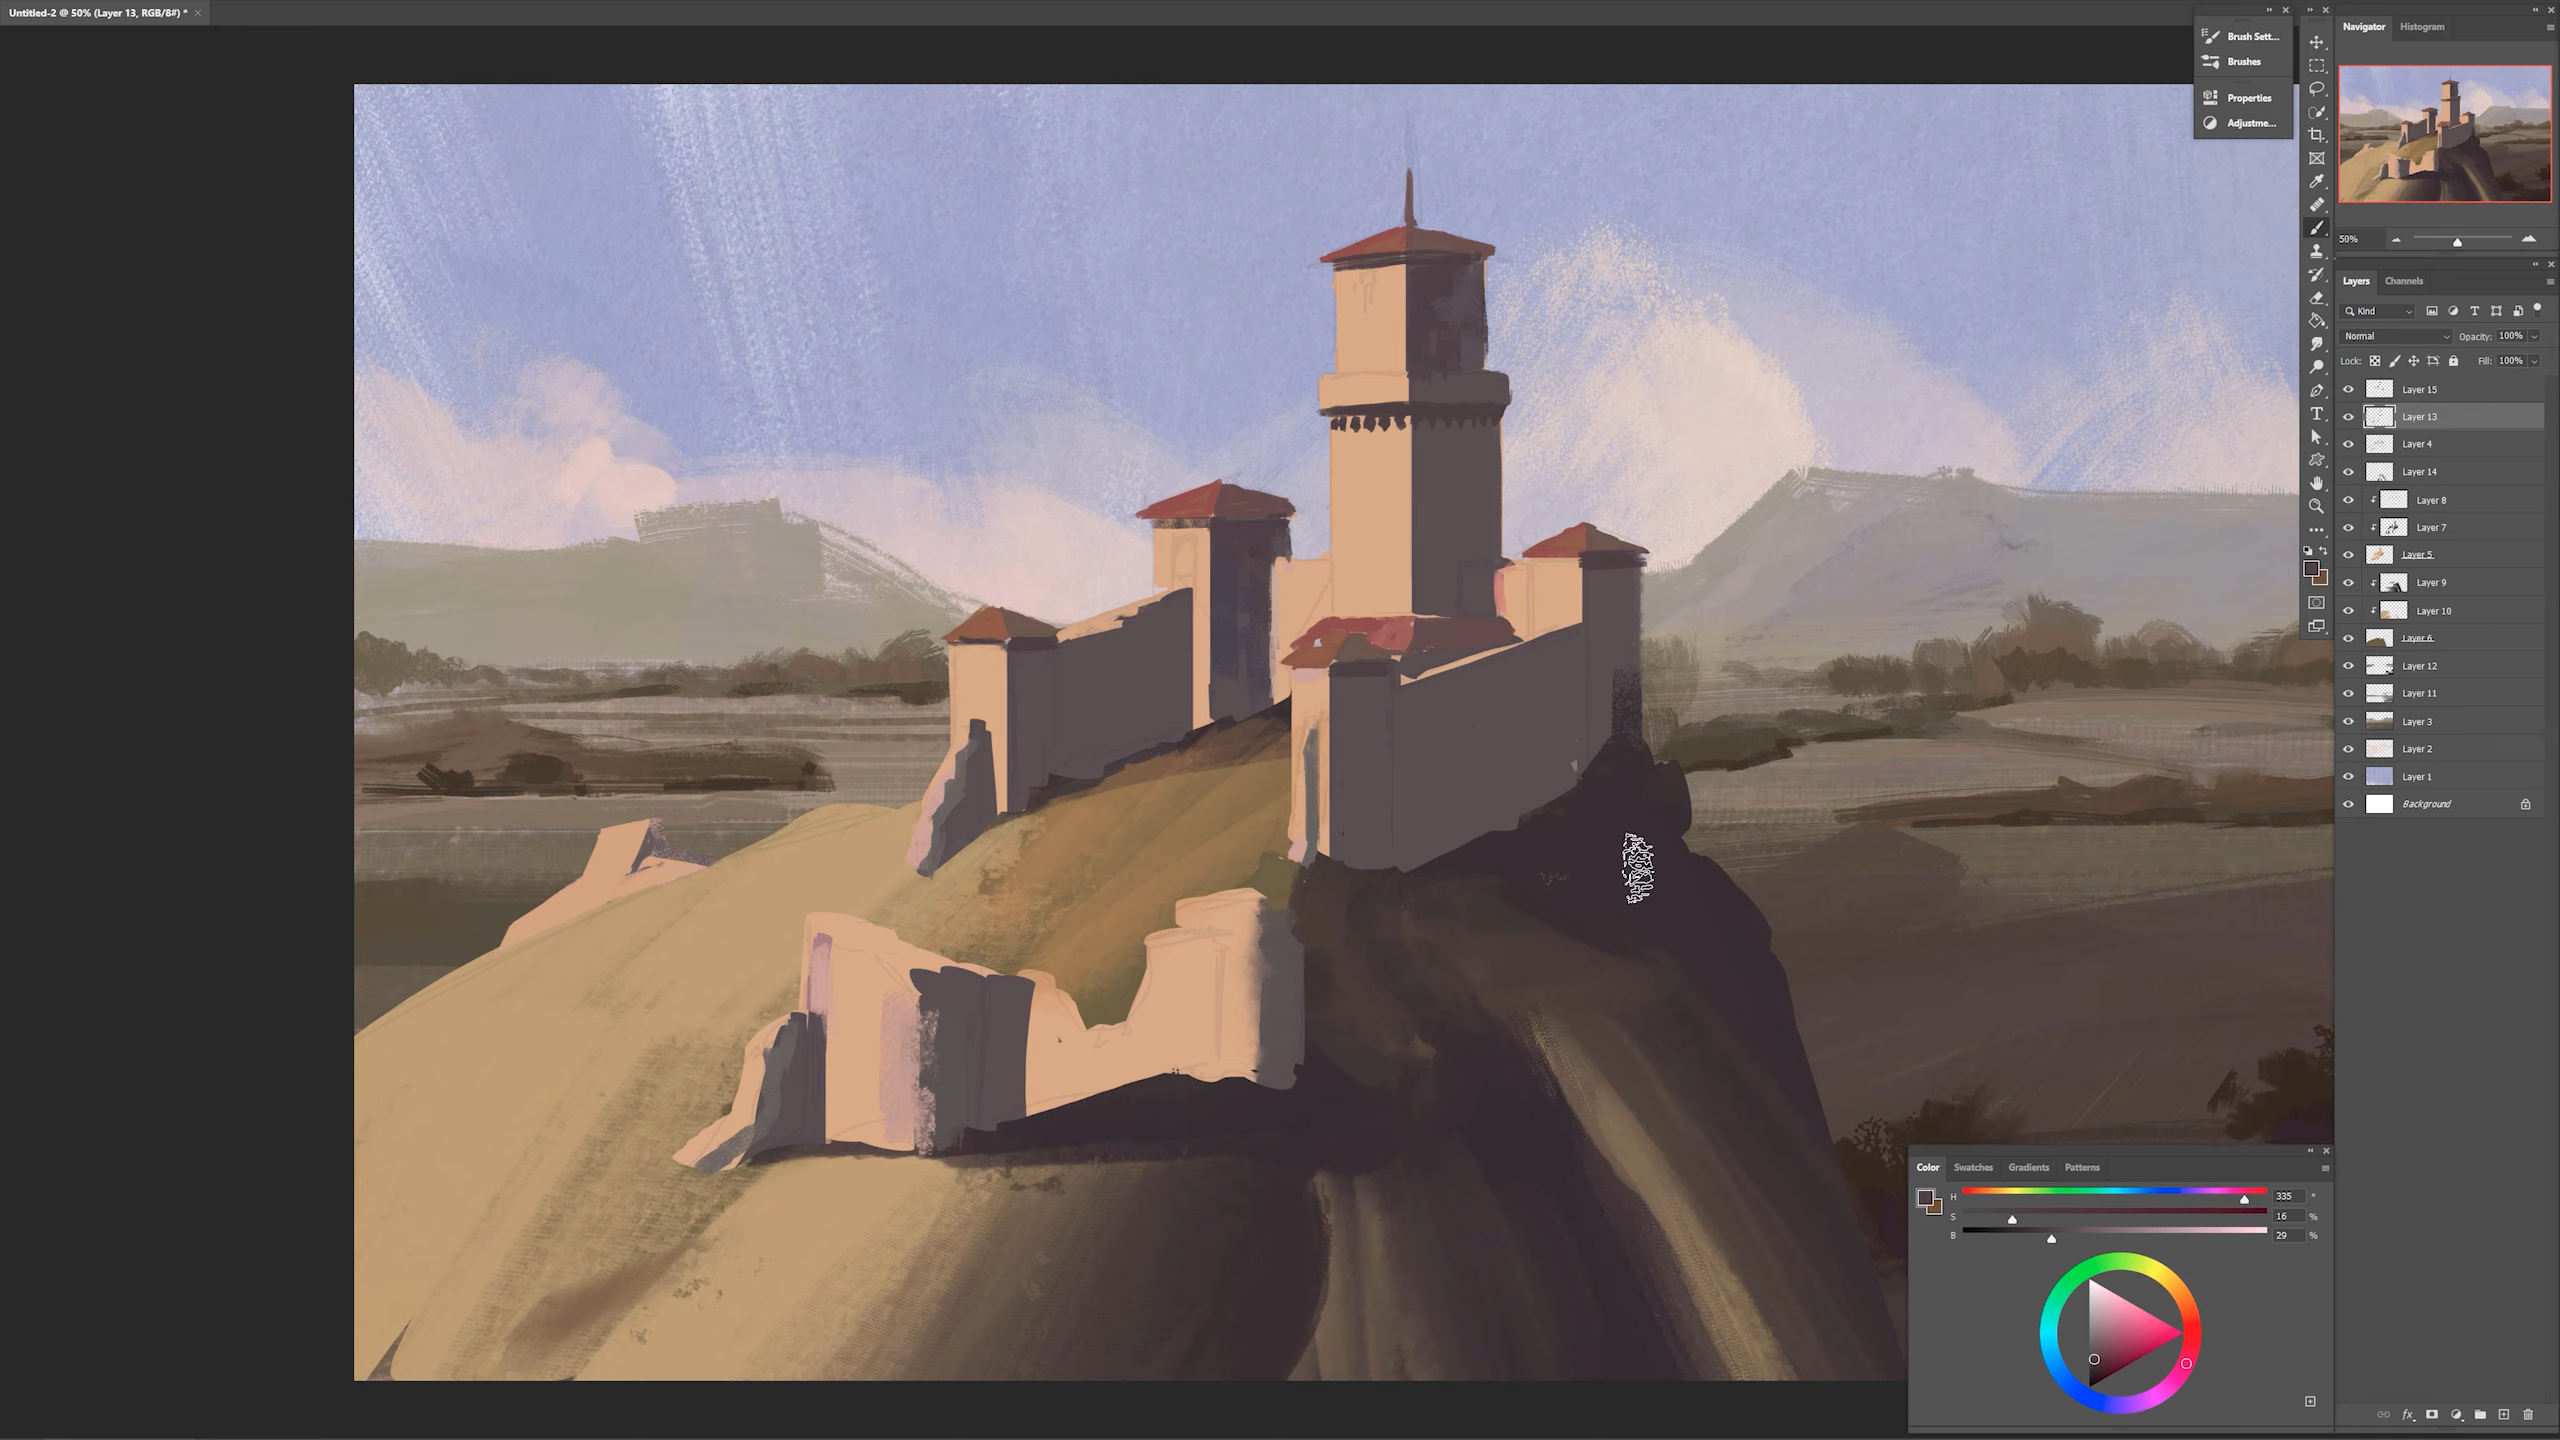 Untitled-2 @ 50% (Layer 13, RGB/8#) *
Brush Sett...
Brushes
Properties
Adjustme...
Navigator Histogram
50%
Layers Channels
Kind
Normal Opacity: 100%
Lock: Fill: 100%
Layer 15
Layer 13
Layer 4
Layer 14
Layer 8
Layer 7
Layer 5
Layer 9
Layer 10
Layer 6
Layer 12
Layer 11
Layer 3
Layer 2
Layer 1
Background
Color Swatches Gradients Patterns
H 335 °
S 16 %
B 29 %